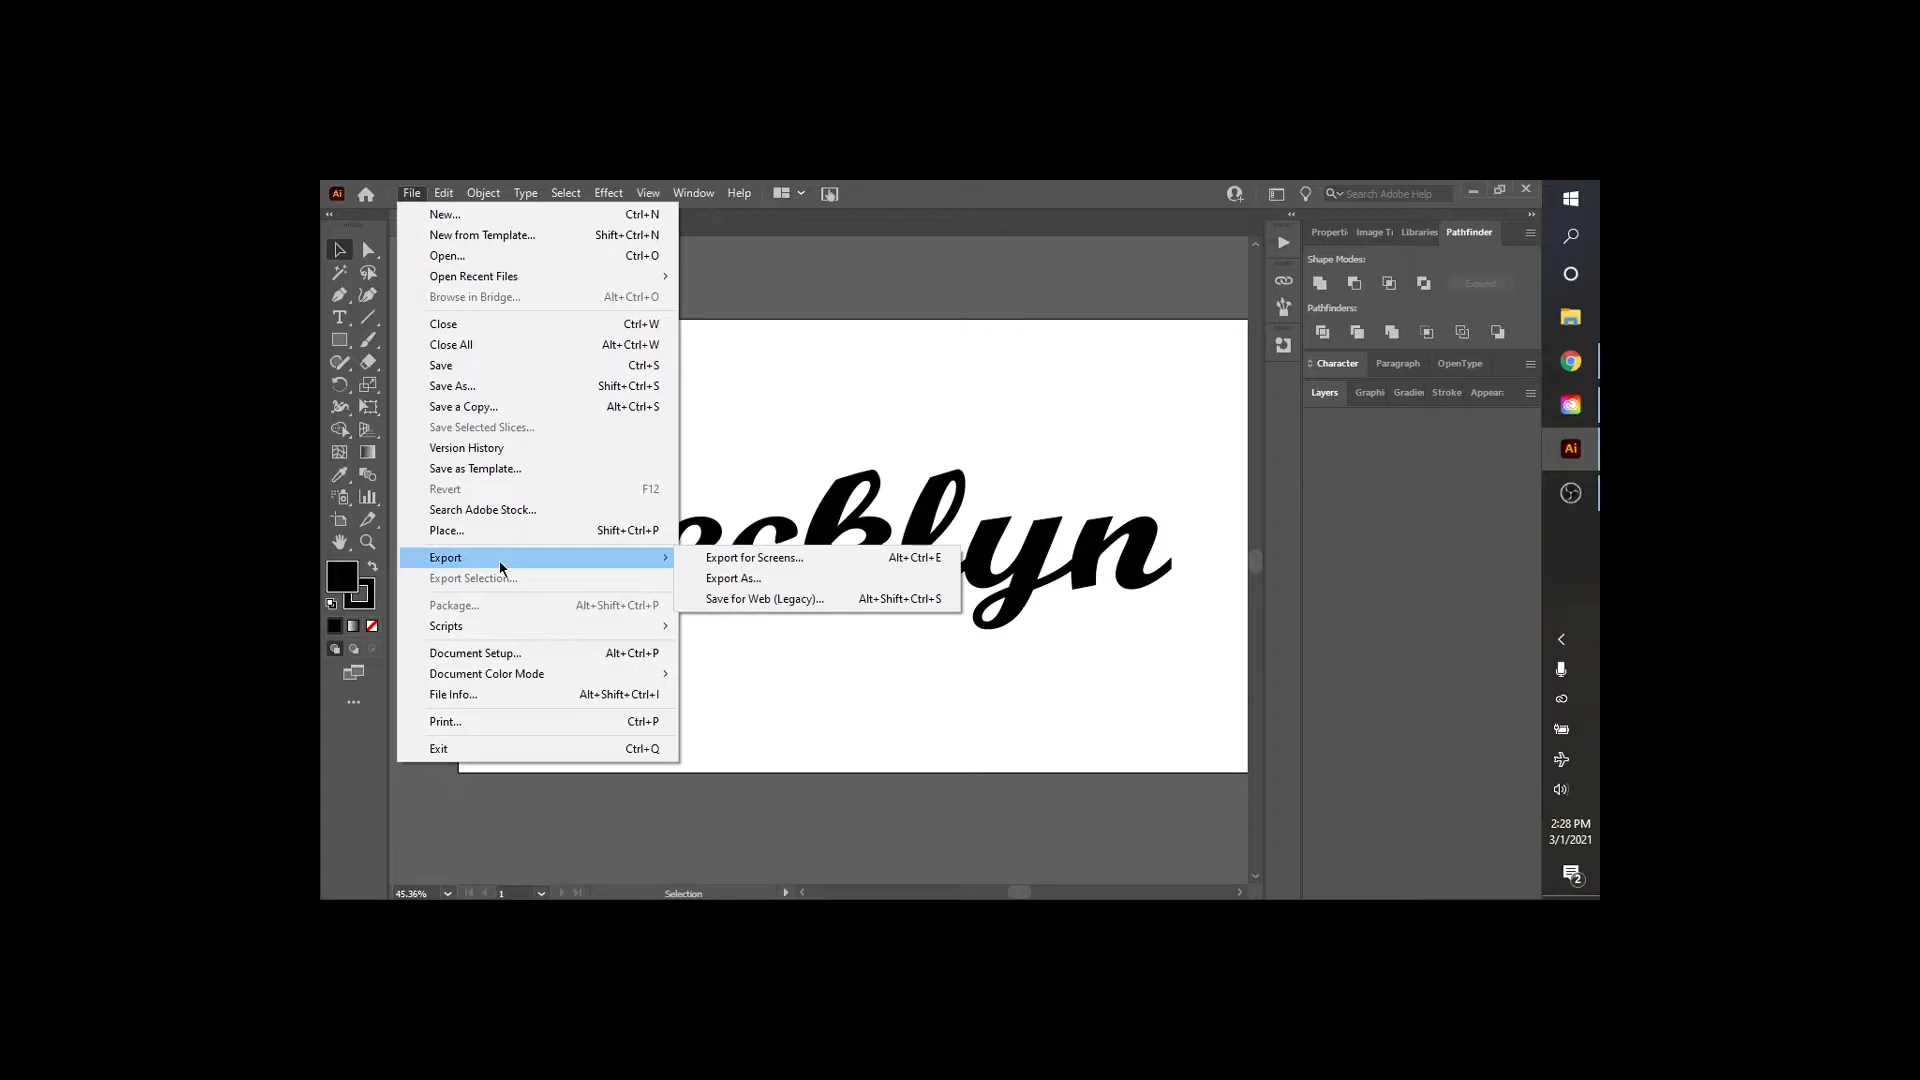 Ai File Edit Object Type Select Effect View Window Help Search Adobe Help
New... Ctrl+N
New from Template... Shift+Ctrl+N
Open... Ctrl+O
Open Recent Files
Browse in Bridge... Alt+Ctrl+O
Close Ctrl+W
Close All Alt+Ctrl+W
Save Ctrl+S
Save As... Shift+Ctrl+S
Save a Copy... Alt+Ctrl+S
Save Selected Slices...
Version History
Save as Template...
Revert F12
Search Adobe Stock...
Place... Shift+Ctrl+P
Export
Export Selection...
Package... Alt+Shift+Ctrl+P
Scripts
Document Setup... Alt+Ctrl+P
Document Color Mode
File Info... Alt+Shift+Ctrl+I
Print... Ctrl+P
Exit Ctrl+Q
Export for Screens... Alt+Ctrl+E
Export As...
Save for Web (Legacy)... Alt+Shift+Ctrl+S
klyn
Properti Image Ti Libraries Pathfinder
Shape Modes:
Expand
Pathfinders:
Character Paragraph OpenType
Layers Graphi Gradie Stroke Appear
Ai
2:28 PM
3/1/2021
2
45.36% 1 Selection